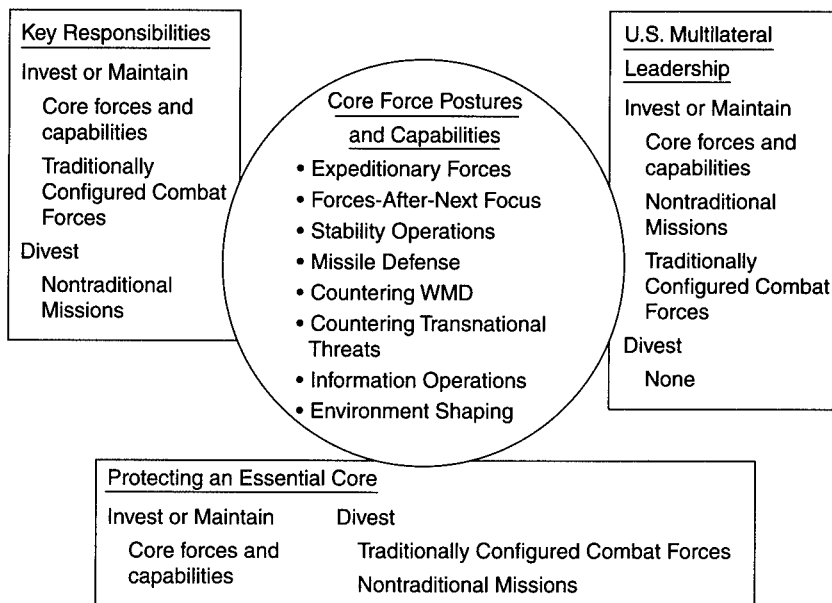 Key Responsibilities
Invest or Maintain
Core forces and
capabilities
Traditionally
Configured Combat
Forces
Divest
Nontraditional
Missions
Core Force Postures
and Capabilities
• Expeditionary Forces
• Forces-After-Next Focus
• Stability Operations
• Missile Defense
• Countering WMD
• Countering Transnational
Threats
• Information Operations
• Environment Shaping
U.S. Multilateral
Leadership
Invest or Maintain
Core forces and
capabilities
Nontraditional
Missions
Traditionally
Configured Combat
Forces
Divest
None
Protecting an Essential Core
Invest or Maintain
Core forces and
capabilities
Divest
Traditionally Configured Combat Forces
Nontraditional Missions